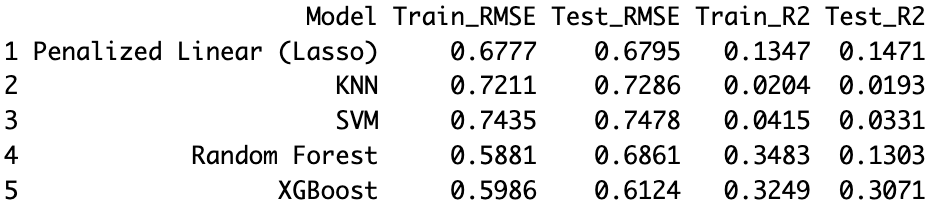 Model Train_RMSE Test_RMSE Train_R2 Test_R2
1 Penalized Linear (Lasso) 0.6777 0.6795 0.1347 0.1471
2 KNN 0.7211 0.7286 0.0204 0.0193
3 SVM 0.7435 0.7478 0.0415 0.0331
4 Random Forest 0.5881 0.6861 0.3483 0.1303
5 XGBoost 0.5986 0.6124 0.3249 0.3071